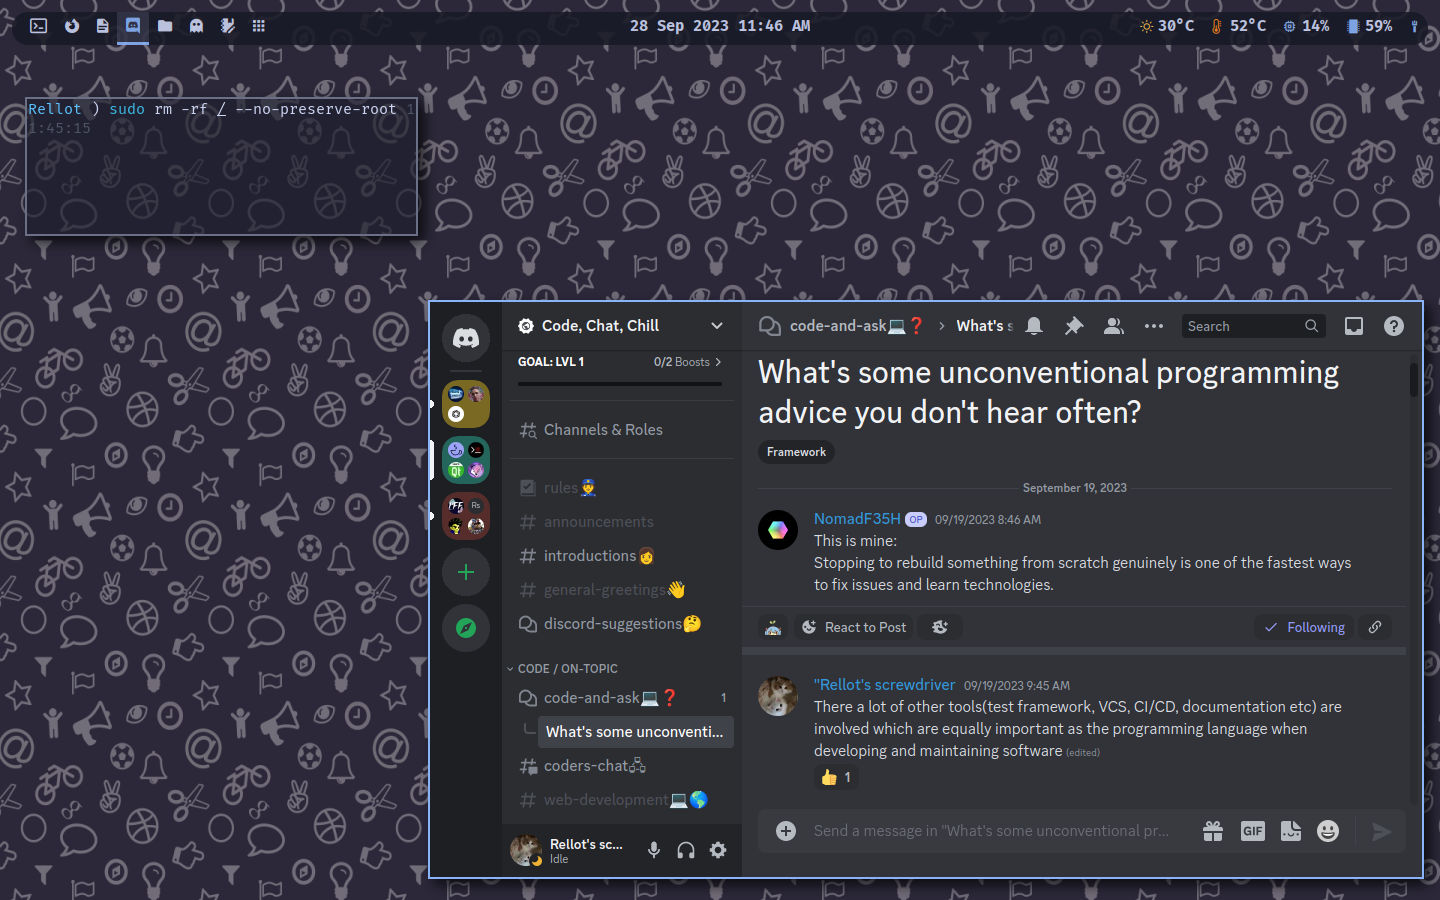 28 Sep 2023 11:46 AM
30°C 52°C 14% 59%
Rellot ) sudo rm -rf / --no-preserve-root 1
1:45:15
Code, Chat, Chill
GOAL: LVL 1 0/2 Boosts
Channels & Roles
rules
announcements
introductions
general-greetings
discord-suggestions
CODE / ON-TOPIC
code-and-ask 1
What's some unconventi...
coders-chat
web-development
Rellot's sc...
Idle
code-and-ask > What's s
Search
What's some unconventional programming
advice you don't hear often?
Framework
September 19, 2023
NomadF35H OP 09/19/2023 8:46 AM
This is mine:
Stopping to rebuild something from scratch genuinely is one of the fastest ways
to fix issues and learn technologies.
React to Post Following
"Rellot's screwdriver 09/19/2023 9:45 AM
There a lot of other tools(test framework, VCS, CI/CD, documentation etc) are
involved which are equally important as the programming language when
developing and maintaining software (edited)
1
Send a message in "What's some unconventional pr...
GIF